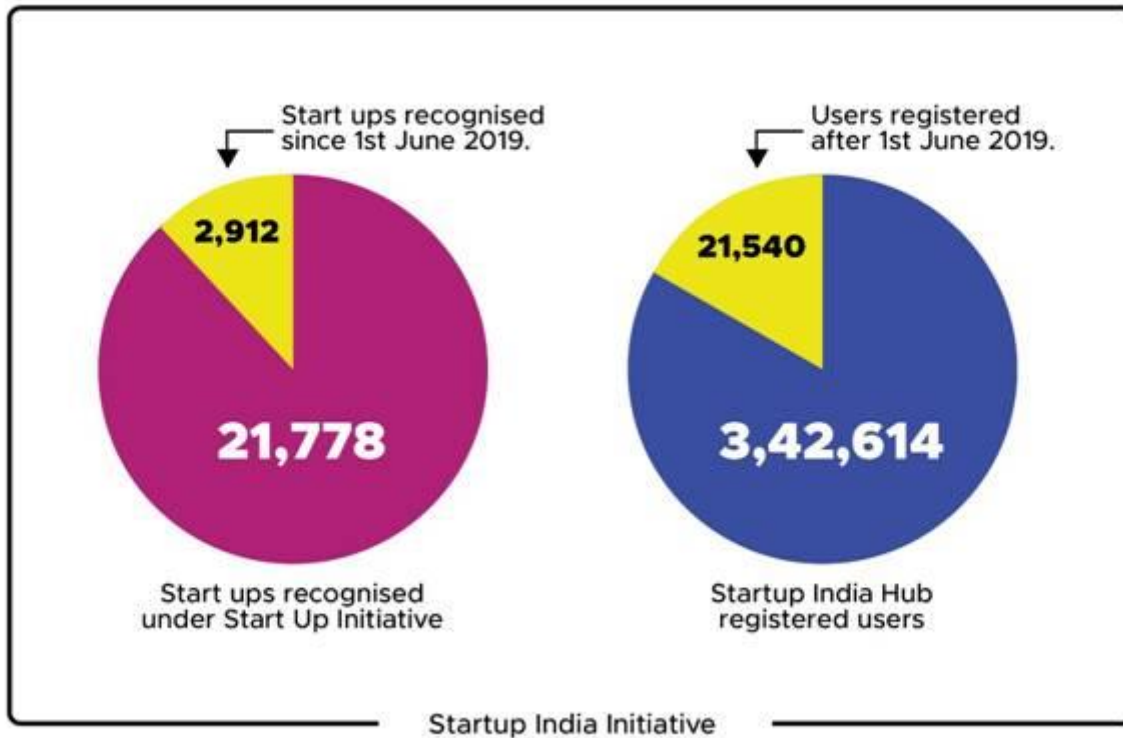 Start ups recognised
since 1st June 2019.
2,912
21,778
Start ups recognised
under Start Up Initiative
Users registered
after 1st June 2019.
21,540
3,42,614
Startup India Hub
registered users
Startup India Initiative